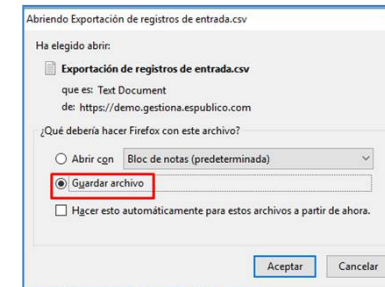 Abriendo Exportación de registros de entrada.csv
Ha elegido abrir:
Exportación de registros de entrada.csv
que es: Text Document
de: https://demo.gestiona.espublico.com
¿Qué debería hacer Firefox con este archivo?
Abrir con Bloc de notas (predeterminada)
Guardar archivo
Hacer esto automáticamente para estos archivos a partir de ahora.
Aceptar Cancelar